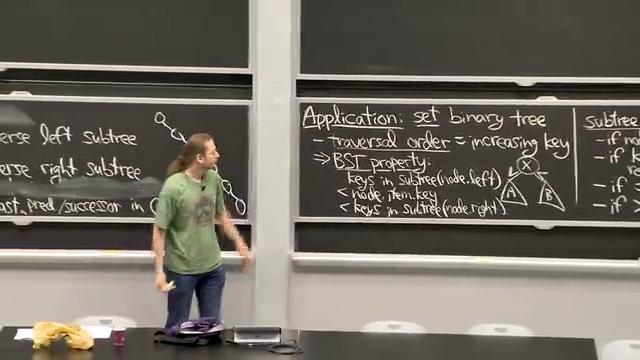 erse left subtree
erse right subtree
ast, pred./successor in
Application: set binary tree
- traversal order = increasing key
⇒ BST property:
keys in subtree(node.left)
< node.item.key
< keys in subtree(node.right)
X
A B
subtree
- if
- if
- if
- if >